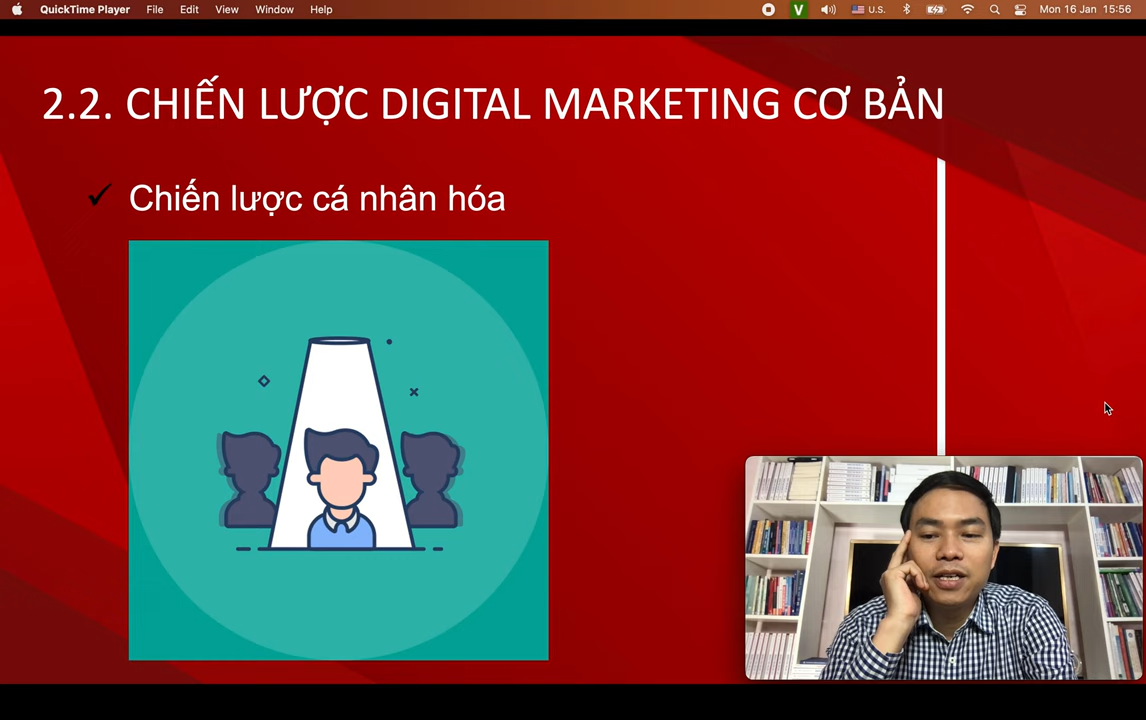 QuickTime Player File Edit View Window Help V U.S. Mon 16 Jan 15:56
2.2. CHIẾN LƯỢC DIGITAL MARKETING CƠ BẢN
Chiến lược cá nhân hóa